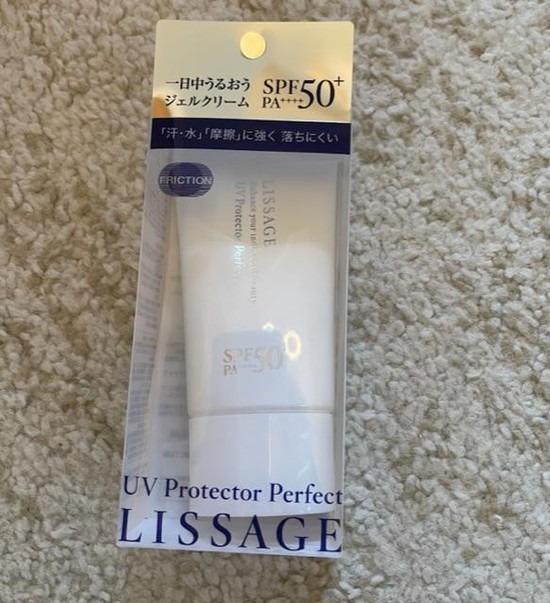 一日中うるおう
ジェルクリーム
SPF50+
PA++++
「汗・水」「摩擦」に強く 落ちにくい
FRICTION
LISSAGE
UV Protector Perfect
SPF50
PA++++
UV Protector Perfect
LISSAGE